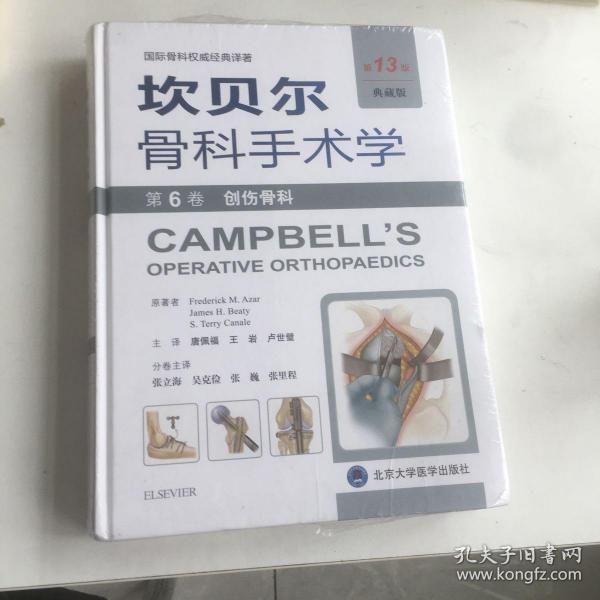 国际骨科权威经典译著
第13版
典藏版
坎贝尔
骨科手术学
第6卷 创伤骨科
CAMPBELL'S
OPERATIVE ORTHOPAEDICS
原著者 Frederick M. Azar
James H. Beaty
S. Terry Canale
主 译 唐佩福 王 岩 卢世璧
分卷主译
张立海 吴克俭 张 巍 张里程
ELSEVIER
北京大学医学出版社
孔夫子旧书网
www.kongfz.com